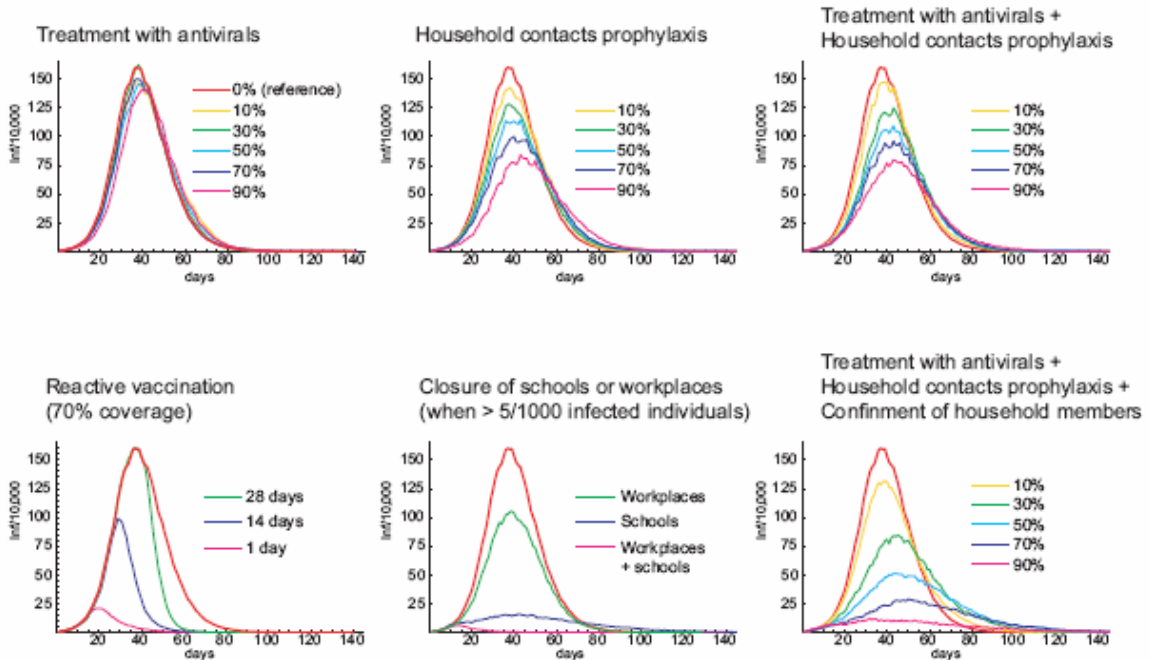 Treatment with antivirals
Inf/10,000
150
125
100
75
50
25
20 40 60 80 100 120 140
days
0% (reference)
10%
30%
50%
70%
90%
Household contacts prophylaxis
Inf/10,000
150
125
100
75
50
25
20 40 60 80 100 120 140
days
10%
30%
50%
70%
90%
Treatment with antivirals +
Household contacts prophylaxis
Inf/10,000
150
125
100
75
50
25
20 40 60 80 100 120 140
days
10%
30%
50%
70%
90%
Reactive vaccination
(70% coverage)
Inf/10,000
150
125
100
75
50
25
20 40 60 80 100 120 140
days
28 days
14 days
1 day
Closure of schools or workplaces
(when > 5/1000 infected individuals)
Inf/10,000
150
125
100
75
50
25
20 40 60 80 100 120 140
days
Workplaces
Schools
Workplaces
+ schools
Treatment with antivirals +
Household contacts prophylaxis +
Confinment of household members
Inf/10,000
150
125
100
75
50
25
20 40 60 80 100 120 140
days
10%
30%
50%
70%
90%